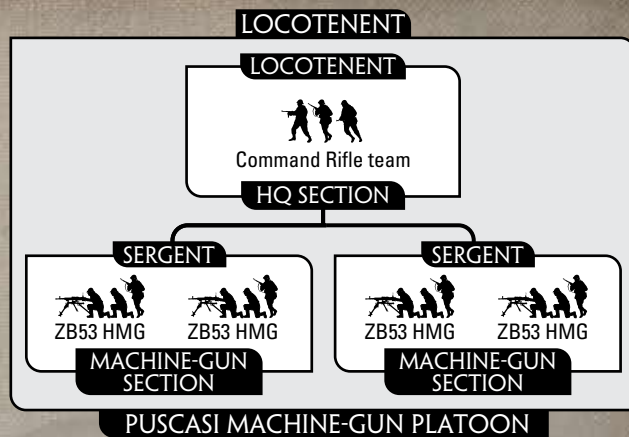 LOCOTENENT
LOCOTENENT
Command Rifle team
HQ SECTION
SERGENT
ZB53 HMG ZB53 HMG
MACHINE-GUN
SECTION
SERGENT
ZB53 HMG ZB53 HMG
MACHINE-GUN
SECTION
PUSCASI MACHINE-GUN PLATOON